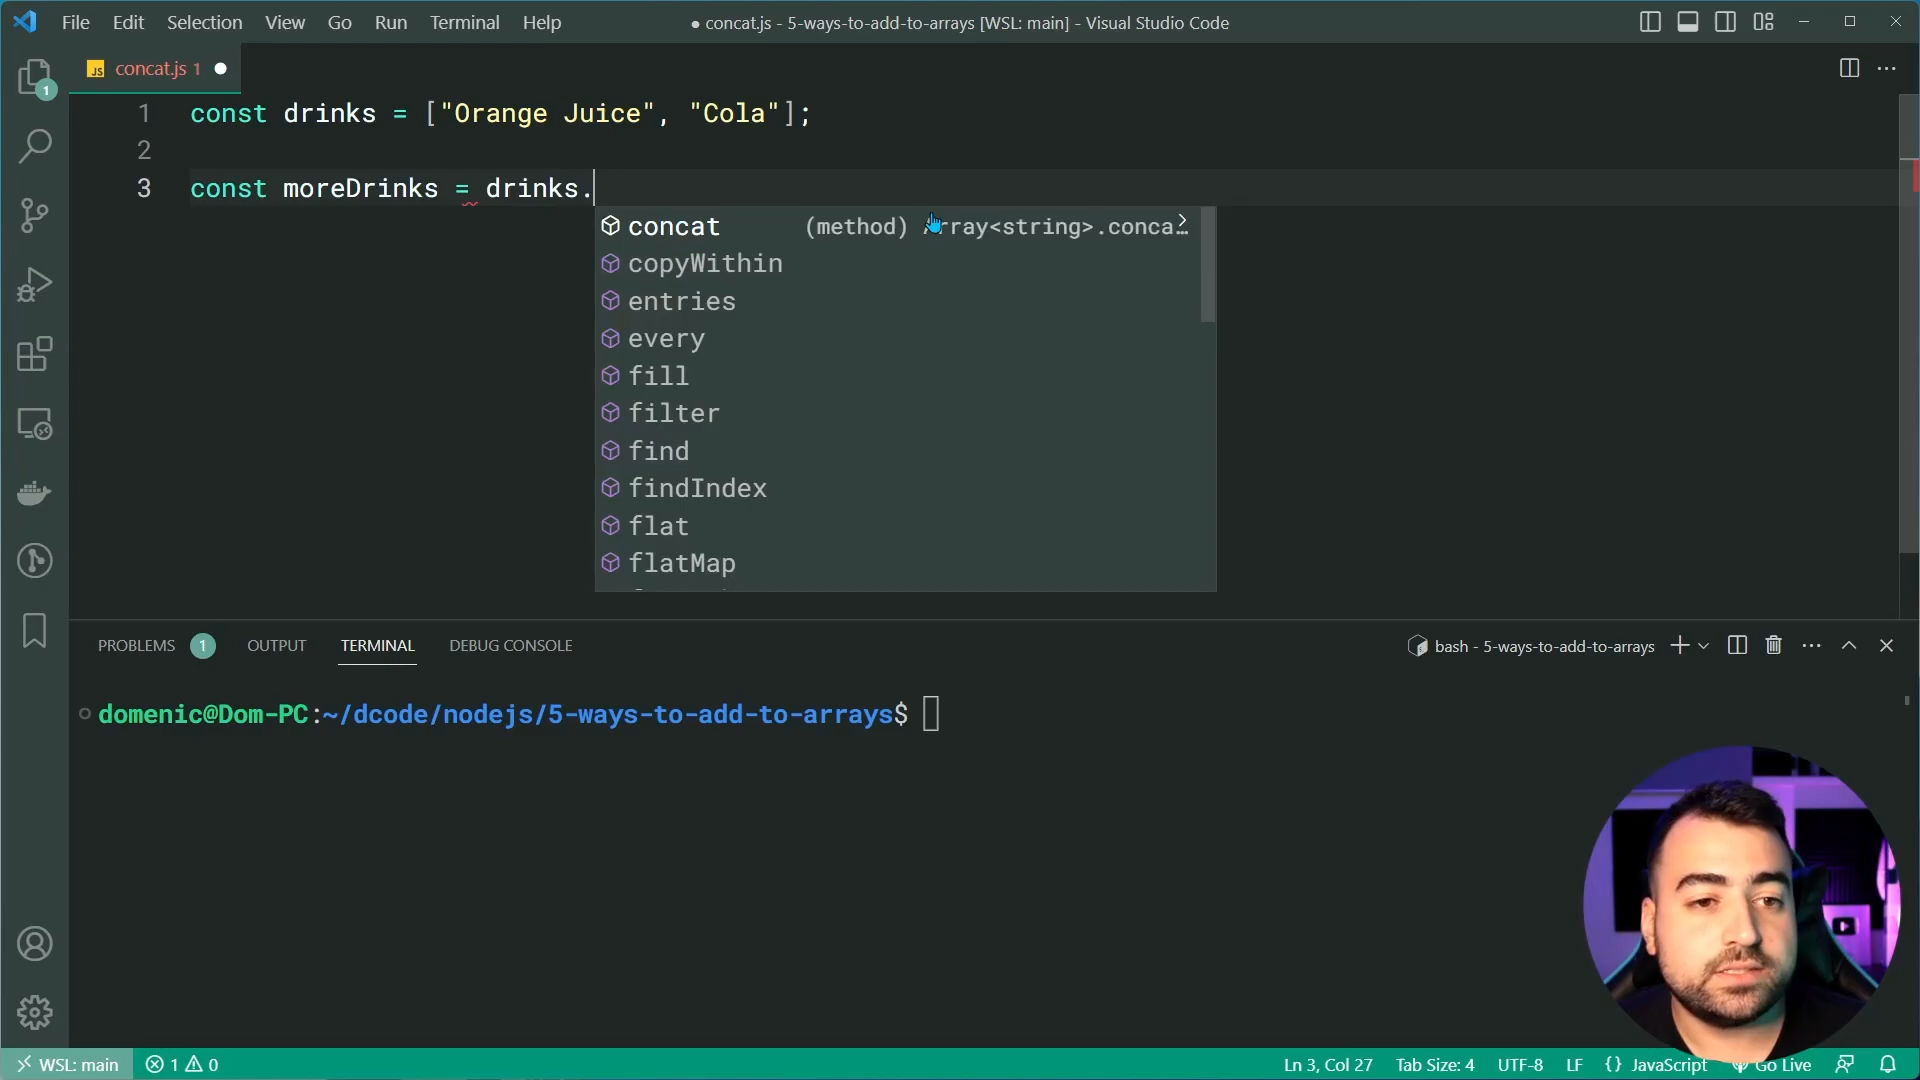 File Edit Selection View Go Run Terminal Help
● concat.js - 5-ways-to-add-to-arrays [WSL: main] - Visual Studio Code
1
JS concat.js 1
1 const drinks = ["Orange Juice", "Cola"];
2
3 const moreDrinks = drinks.
concat (method) Array<string>.conca…
copyWithin
entries
every
fill
filter
find
findIndex
flat
flatMap
PROBLEMS 1 OUTPUT TERMINAL DEBUG CONSOLE
bash - 5-ways-to-add-to-arrays
domenic@Dom-PC:~/dcode/nodejs/5-ways-to-add-to-arrays$
WSL: main 1 0
Ln 3, Col 27 Tab Size: 4 UTF-8 LF {} JavaScript Go Live